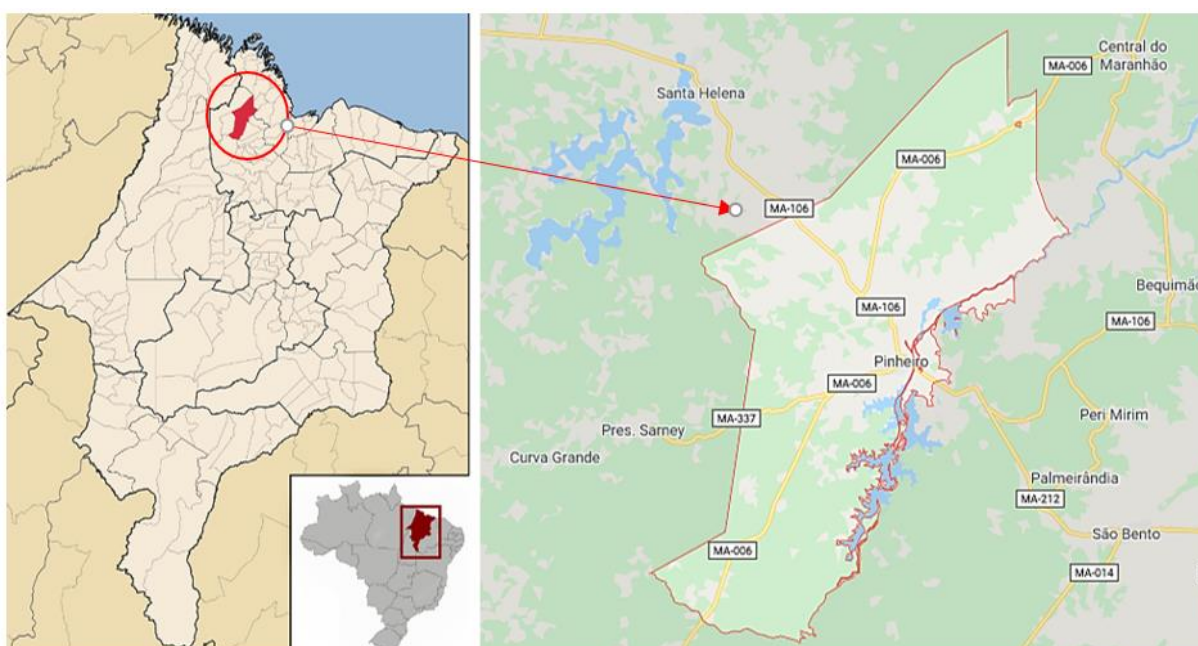 Central do
Maranhão
MA-006
Santa Helena
MA-006
MA-106
Bequimão
MA-106
MA-106
Pinheiro
MA-006
MA-337
Pres. Sarney
Peri Mirim
Curva Grande
Palmeirândia
MA-212
São Bento
MA-006
MA-014